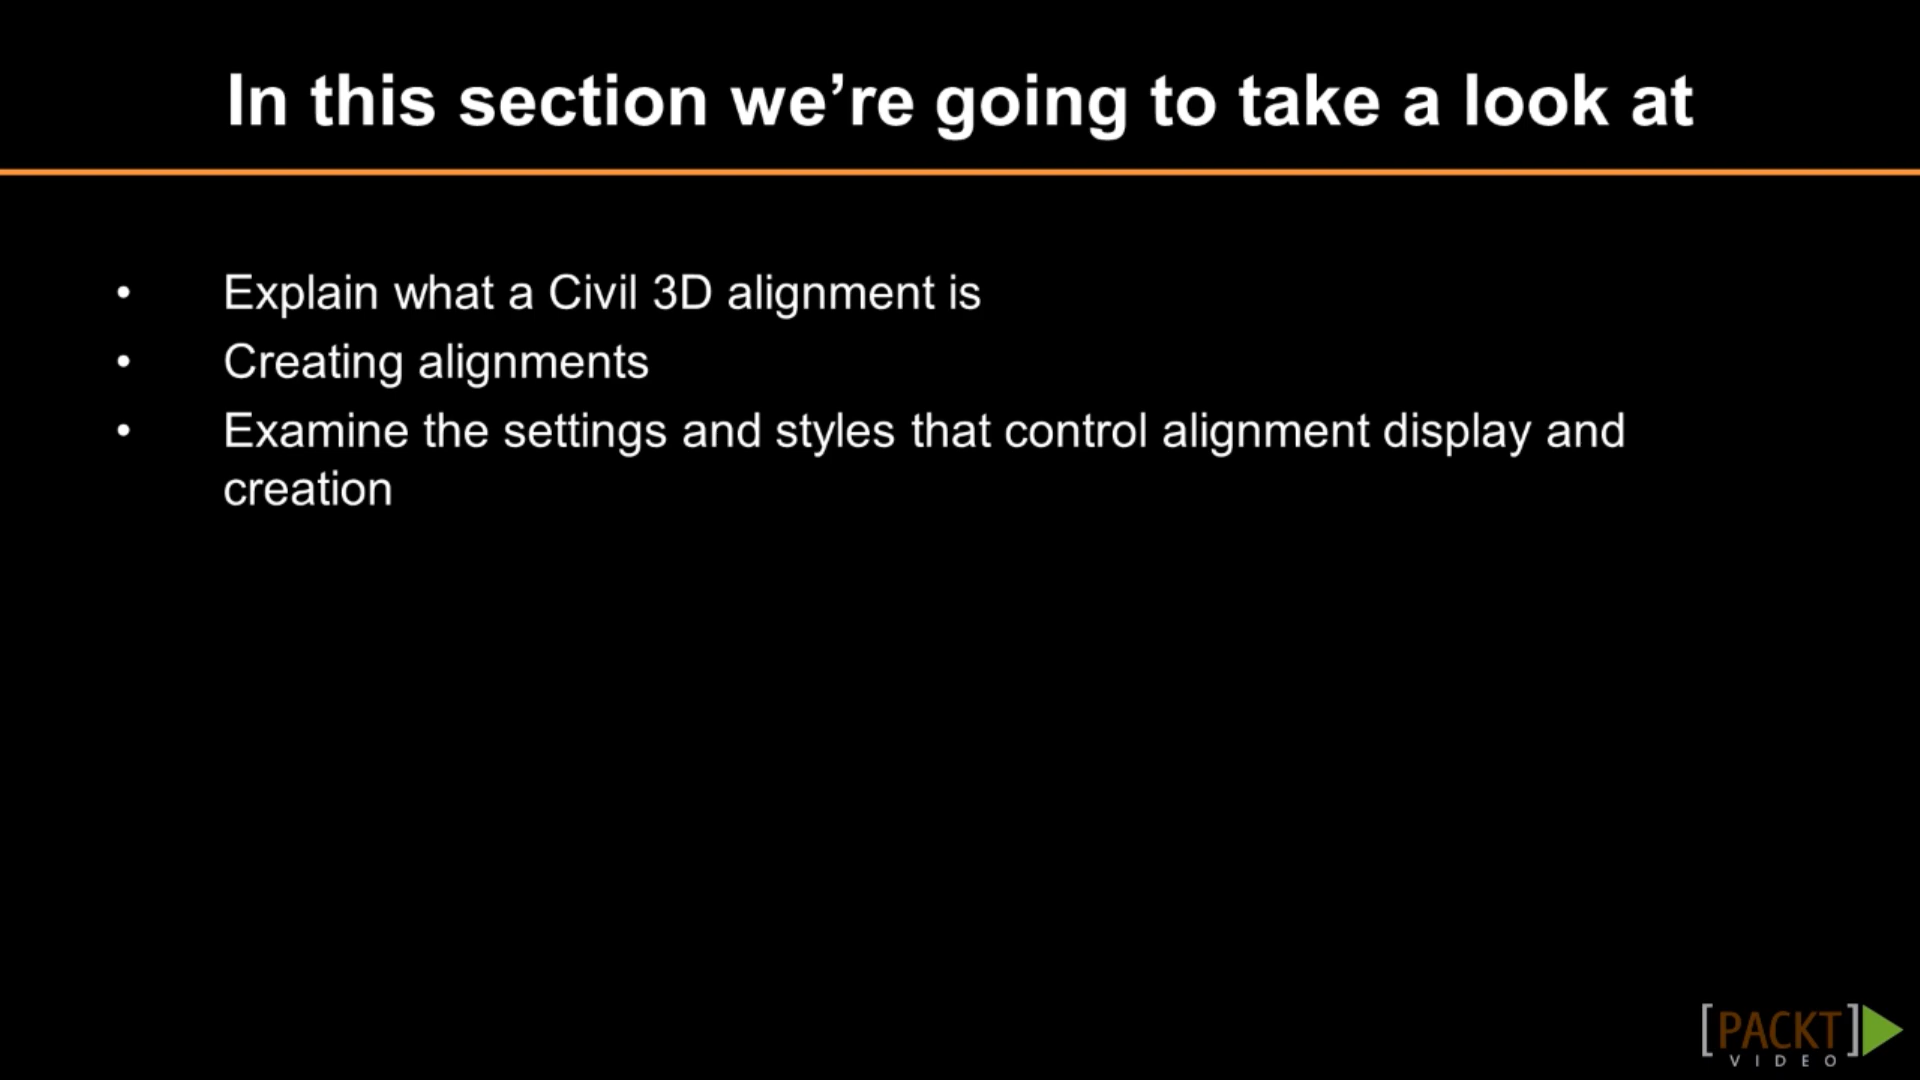 In this section we’re going to take a look at
• Explain what a Civil 3D alignment is
• Creating alignments
• Examine the settings and styles that control alignment display and
creation
[PACKT]
VIDEO